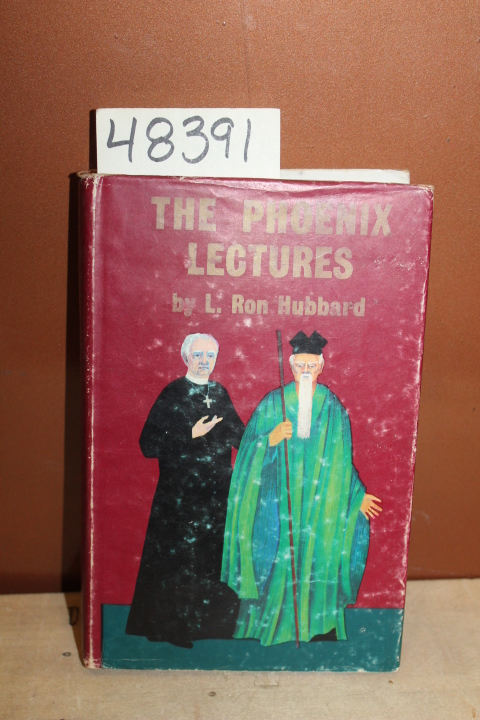 48391
THE PHOENIX
LECTURES
by L. Ron Hubbard